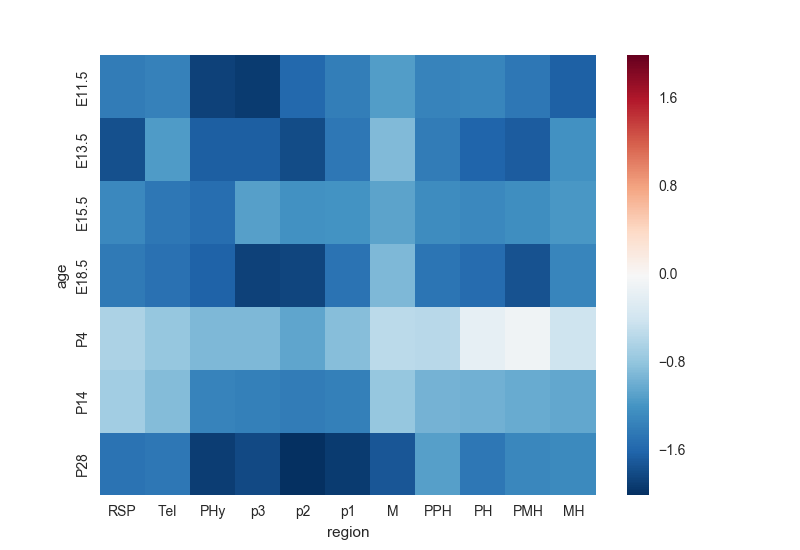 E11.5
E13.5
E15.5
E18.5
P4
P14
P28
age
RSP Tel PHy p3 p2 p1 M PPH PH PMH MH
region
1.6
0.8
0.0
−0.8
−1.6